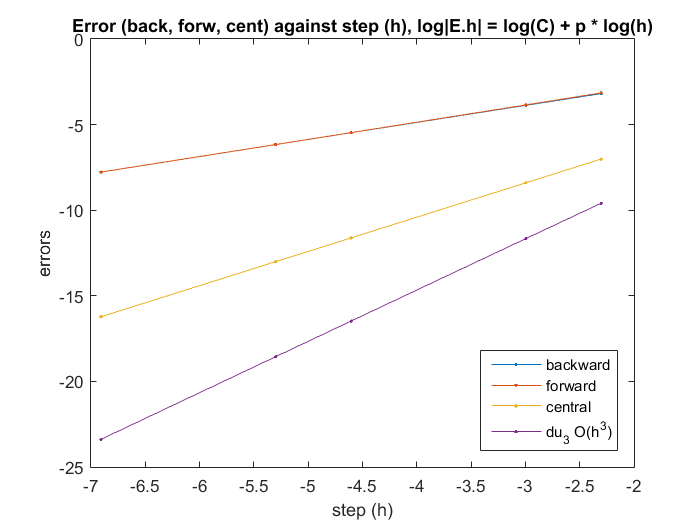 Error (back, forw, cent) against step (h), log|E.h| = log(C) + p * log(h)
0
-5
-10
-15
-20
-25
errors
backward
forward
central
du₃ O(h³)
-7 -6.5 -6 -5.5 -5 -4.5 -4 -3.5 -3 -2.5 -2
step (h)